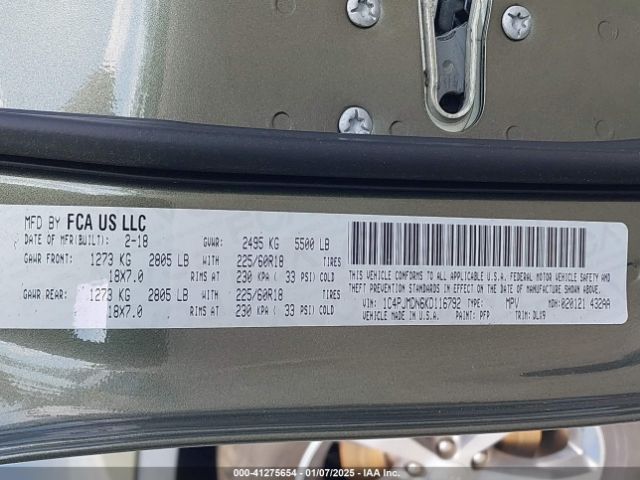 MFD BY FCA US LLC
DATE OF MFR(BUILT): 2-18 GVWR: 2495 KG 5500 LB
GAWR FRONT: 1273 KG 2805 LB WITH 225/60R18 TIRES
18X7.0 RIMS AT 230 KPA ( 33 PSI) COLD
GAWR REAR: 1273 KG 2805 LB WITH 225/60R18 TIRES
18X7.0 RIMS AT 230 KPA ( 33 PSI) COLD
THIS VEHICLE CONFORMS TO ALL APPLICABLE U.S.A. FEDERAL MOTOR VEHICLE SAFETY AND
THEFT PREVENTION STANDARDS IN EFFECT ON THE DATE OF MANUFACTURE SHOWN ABOVE.
VIN: 1C4PJMDN6KD116792 TYPE: MPV MDH:020121 432AA
VEHICLE MADE IN U.S.A. PAINT: PFP TRIM: DLX9
000-41275654 - 01/07/2025 - IAA Inc.